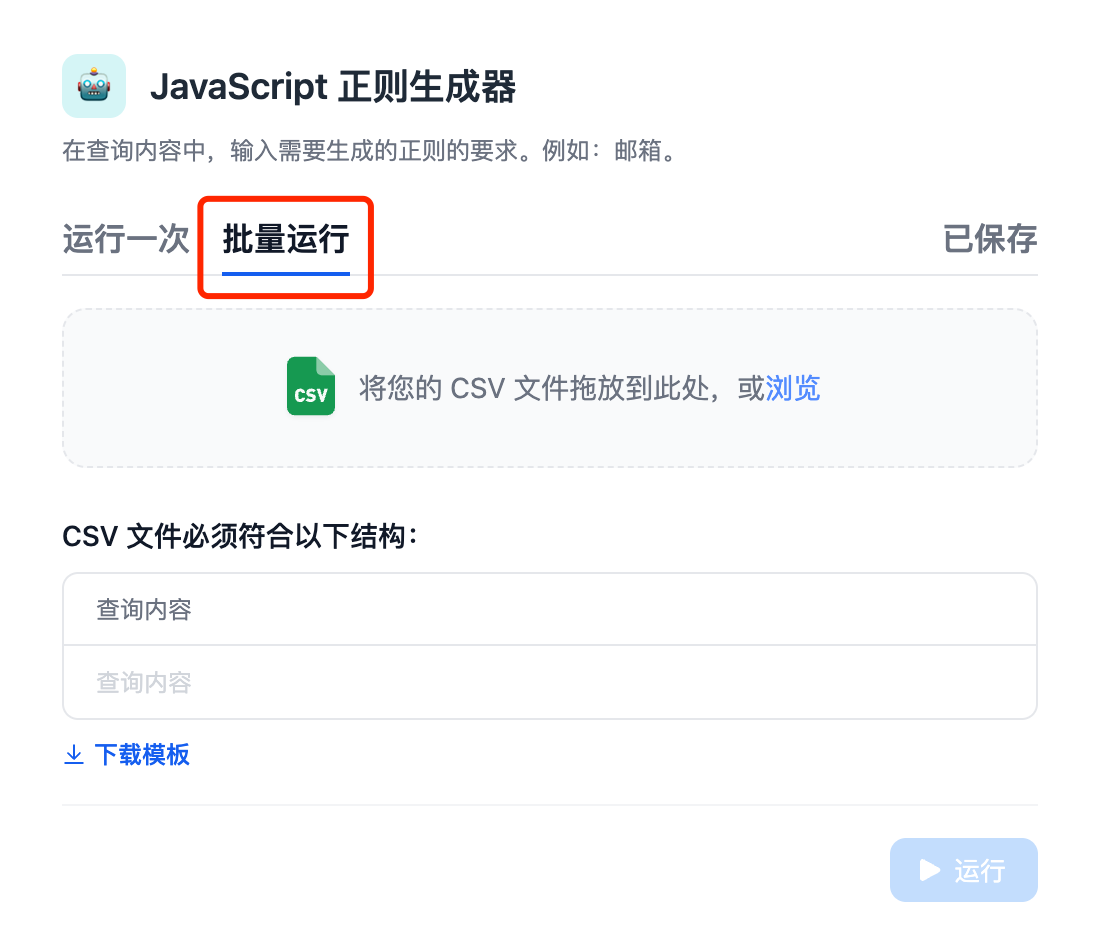 JavaScript 正则生成器
在查询内容中，输入需要生成的正则的要求。例如：邮箱。
运行一次 批量运行 已保存
CSV 将您的 CSV 文件拖放到此处，或浏览
CSV 文件必须符合以下结构：
查询内容
查询内容
下载模板
运行